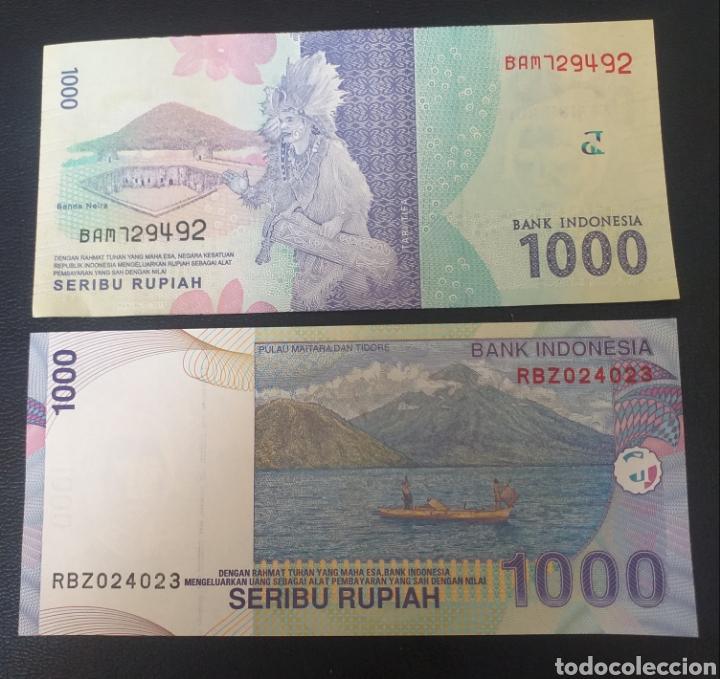 1000
BAM729492
Banda Neira
TARI TIFA
BAM729492
BANK INDONESIA
1000
DENGAN RAHMAT TUHAN YANG MAHA ESA, NEGARA KESATUAN
REPUBLIK INDONESIA MENGELUARKAN RUPIAH SEBAGAI ALAT
PEMBAYARAN YANG SAH DENGAN NILAI
SERIBU RUPIAH
1000
PULAU MAITARA DAN TIDORE
BANK INDONESIA
RBZ024023
RBZ024023
DENGAN RAHMAT TUHAN YANG MAHA ESA, BANK INDONESIA
MENGELUARKAN UANG SEBAGAI ALAT PEMBAYARAN YANG SAH DENGAN NILAI
SERIBU RUPIAH
1000
todocoleccion